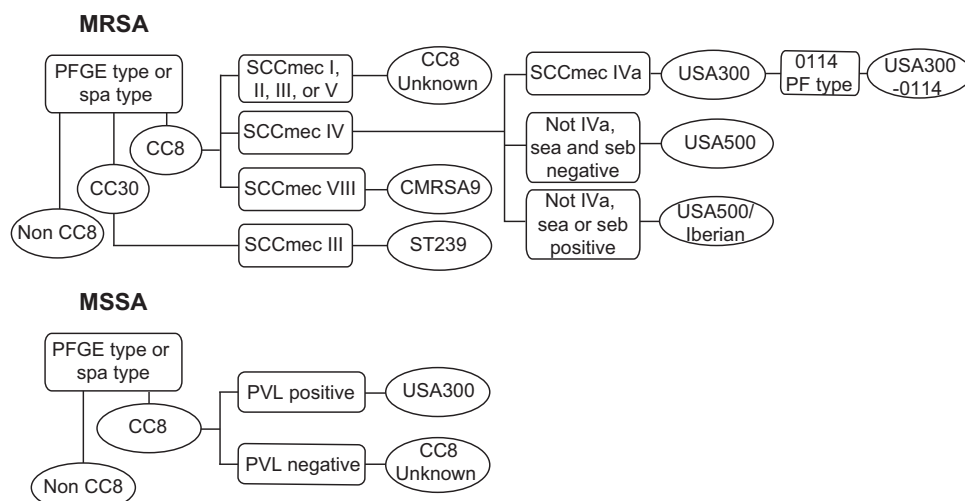 MRSA
PFGE type or
spa type
Non CC8
CC30
CC8
SCCmec I,
II, III, or V
CC8
Unknown
SCCmec IV
SCCmec VIII
CMRSA9
SCCmec III
ST239
SCCmec IVa
USA300
0114
PF type
USA300
-0114
Not IVa,
sea and seb
negative
USA500
Not IVa,
sea or seb
positive
USA500/
Iberian
MSSA
PFGE type or
spa type
Non CC8
CC8
PVL positive
USA300
PVL negative
CC8
Unknown